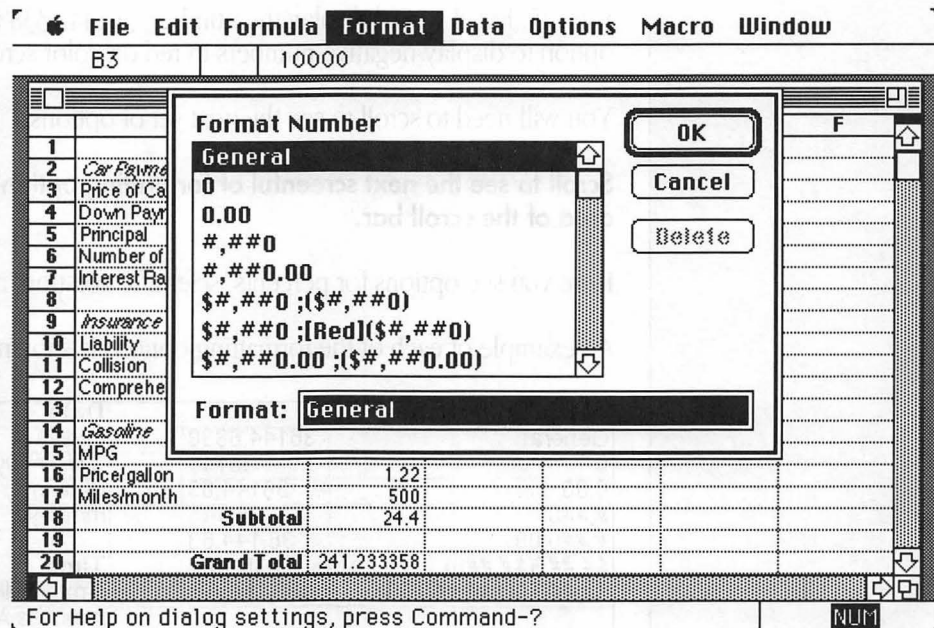 File Edit Formula Format Data Options Macro Window
B3 10000
Format Number
General
0
0.00
#,##0
#,##0.00
$#,##0 ;($#,##0)
$#,##0 ;[Red]($#,##0)
$#,##0.00 ;($#,##0.00)
OK
Cancel
Delete
Format: General
F
1
2 Car Payme
3 Price of Ca
4 Down Payr
5 Principal
6 Number of
7 Interest Ra
8
9 Insurance
10 Liability
11 Collision
12 Comprehe
13
14 Gasoline
15 MPG
16 Price/gallon 1.22
17 Miles/month 500
18 Subtotal 24.4
19
20 Grand Total 241.233358
For Help on dialog settings, press Command-?
NUM